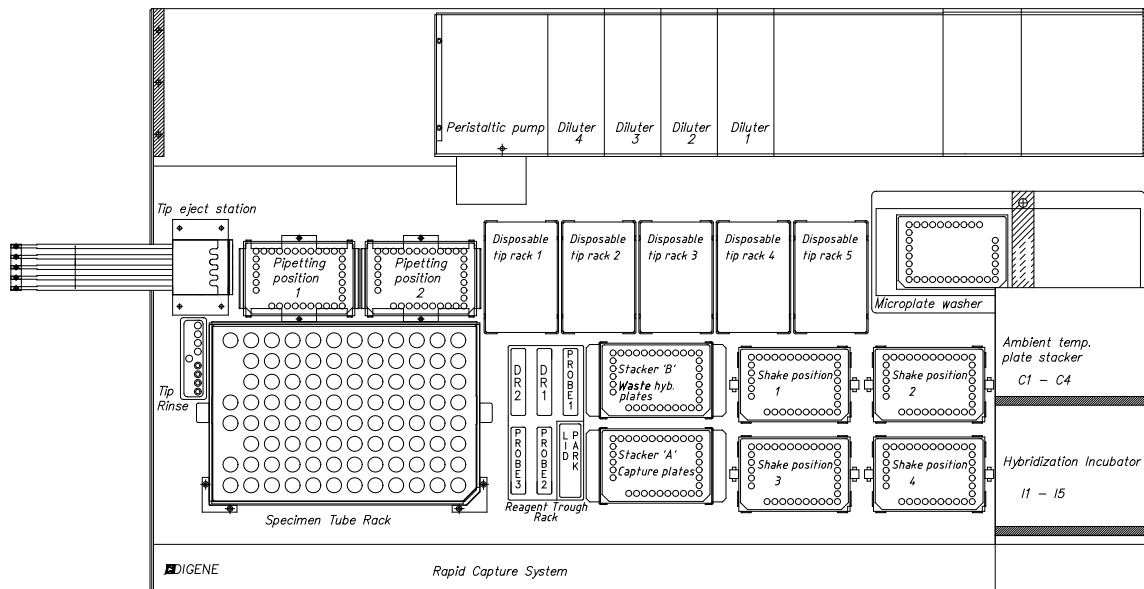 Peristaltic pump
Diluter
4
Diluter
3
Diluter
2
Diluter
1
Tip eject station
Pipetting
position
1
Pipetting
position
2
Disposable
tip rack 1
Disposable
tip rack 2
Disposable
tip rack 3
Disposable
tip rack 4
Disposable
tip rack 5
Microplate washer
Tip
Rinse
DR2
DR1
PROBE1
PROBE3
PROBE2
LID
PARK
Reagent Trough
Rack
Stacker 'B'
Waste hyb.
plates
Stacker 'A'
Capture plates
Shake position
1
Shake position
2
Shake position
3
Shake position
4
Ambient temp.
plate stacker
C1 - C4
Hybridization Incubator
I1 - I5
Specimen Tube Rack
DIGENE
Rapid Capture System